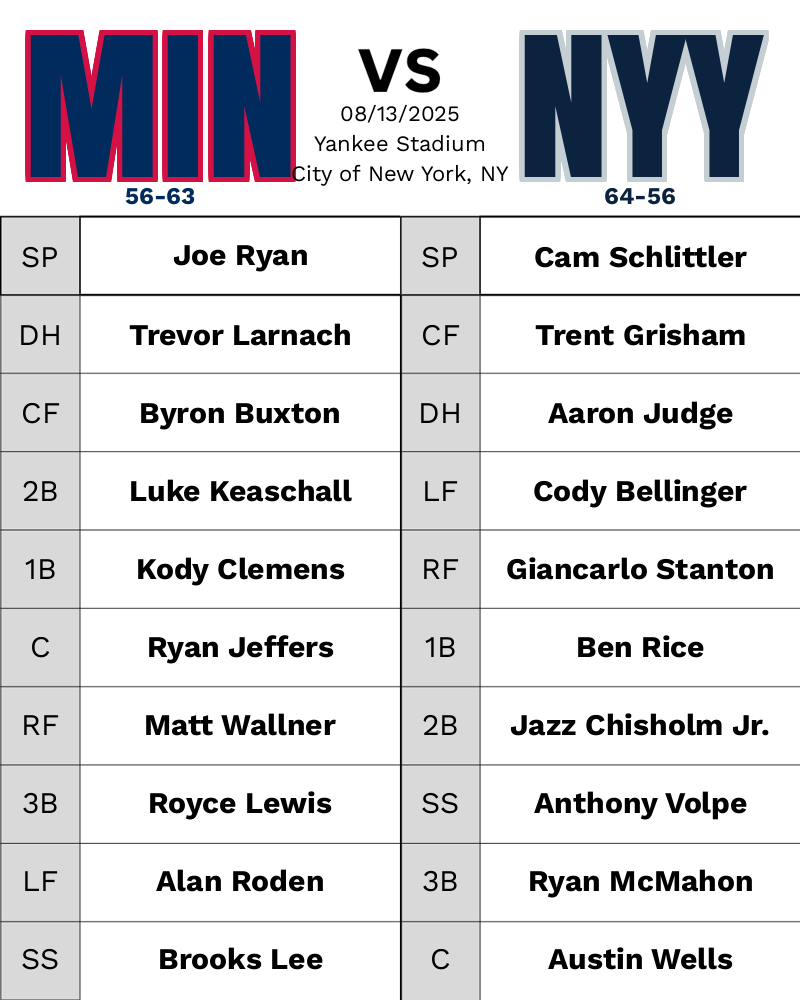 MIN
VS
NYY
08/13/2025
Yankee Stadium
City of New York, NY
56-63
64-56
SP Joe Ryan SP Cam Schlittler
DH Trevor Larnach CF Trent Grisham
CF Byron Buxton DH Aaron Judge
2B Luke Keaschall LF Cody Bellinger
1B Kody Clemens RF Giancarlo Stanton
C Ryan Jeffers 1B Ben Rice
RF Matt Wallner 2B Jazz Chisholm Jr.
3B Royce Lewis SS Anthony Volpe
LF Alan Roden 3B Ryan McMahon
SS Brooks Lee C Austin Wells